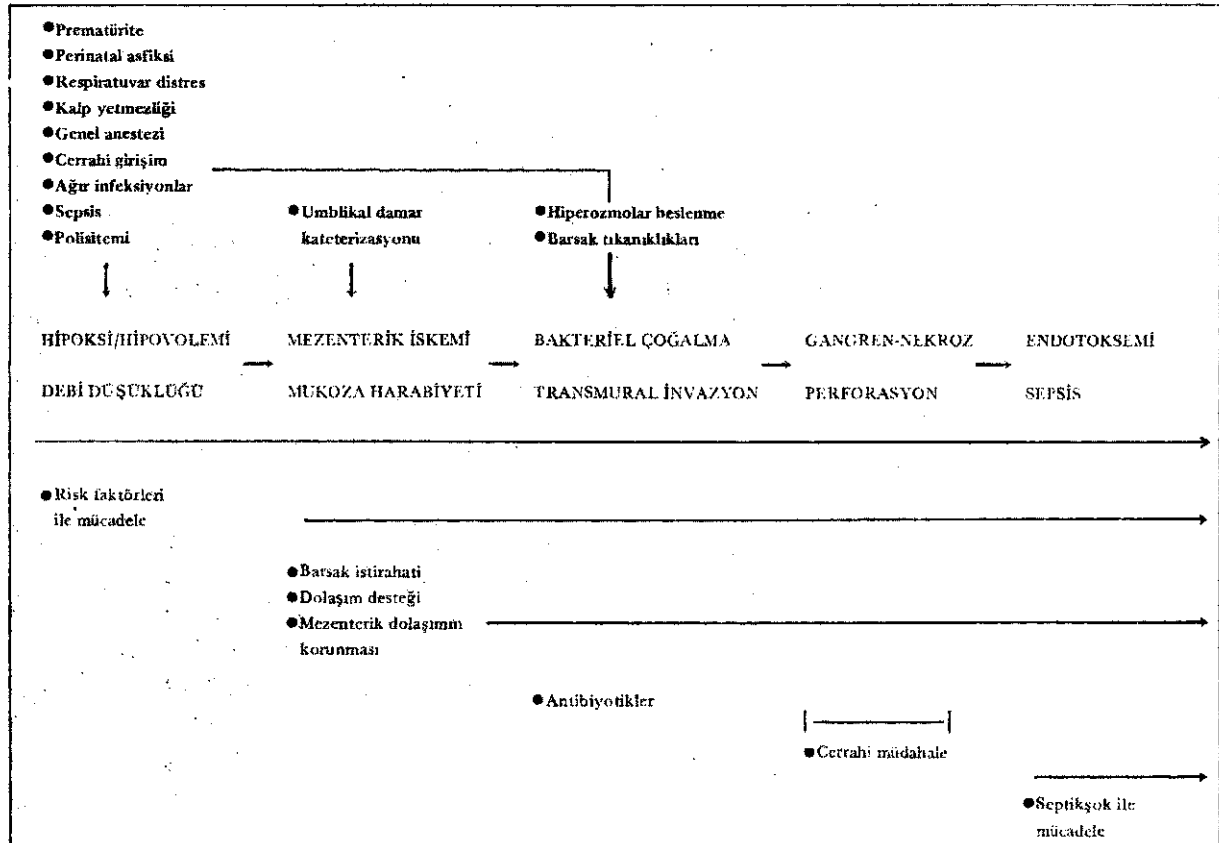 ●Prematürite
●Perinatal asfiksi
●Respiratuvar distres
●Kalp yetmezliği
●Genel anestezi
●Cerrahi girişim
●Ağır infeksiyonlar
●Sepsis
●Polisitemi
●Umblikal damar
kateterizasyonu
●Hiperozmolar beslenme
●Barsak tıkanıklıkları
HİPOKSİ/HİPOVOLEMİ
DEBİ DÜŞÜKLÜĞÜ
MEZENTERİK İSKEMİ
MUKOZA HARABİYETİ
BAKTERİEL ÇOĞALMA
TRANSMURAL İNVAZYON
GANGREN-NEKROZ
PERFORASYON
ENDOTOKSEMİ
SEPSİS
●Risk faktörleri
ile mücadele
●Barsak istirahati
●Dolaşım desteği
●Mezenterik dolaşımın
korunması
●Antibiyotikler
●Cerrahi müdahale
●Septikşok ile
mücadele